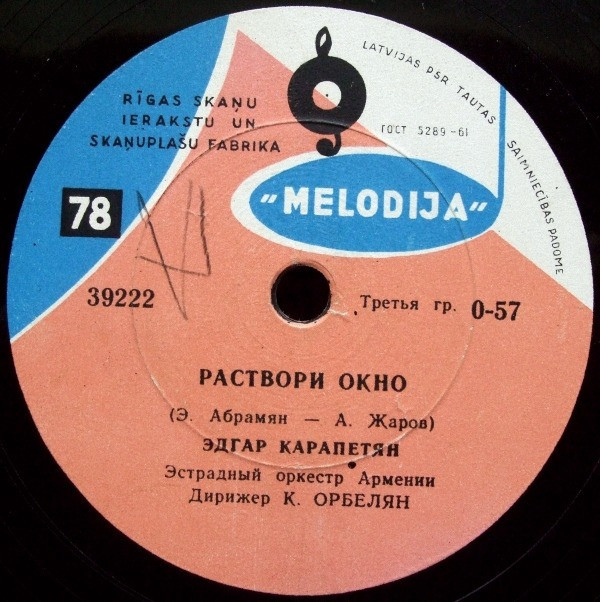 RĪGAS SKAŅU
IERAKSTU UN
SKAŅUPLAŠU FABRIKA
LATVIJAS PSR TAUTAS SAIMNIECĪBAS PADOME
ГОСТ 5289-61
"MELODIJA"
78
39222
Третья гр. 0-57
РАСТВОРИ ОКНО
(Э. Абрамян — А. Жаров)
ЭДГАР КАРАПЕТЯН
Эстрадный оркестр Армении
Дирижер К. ОРБЕЛЯН